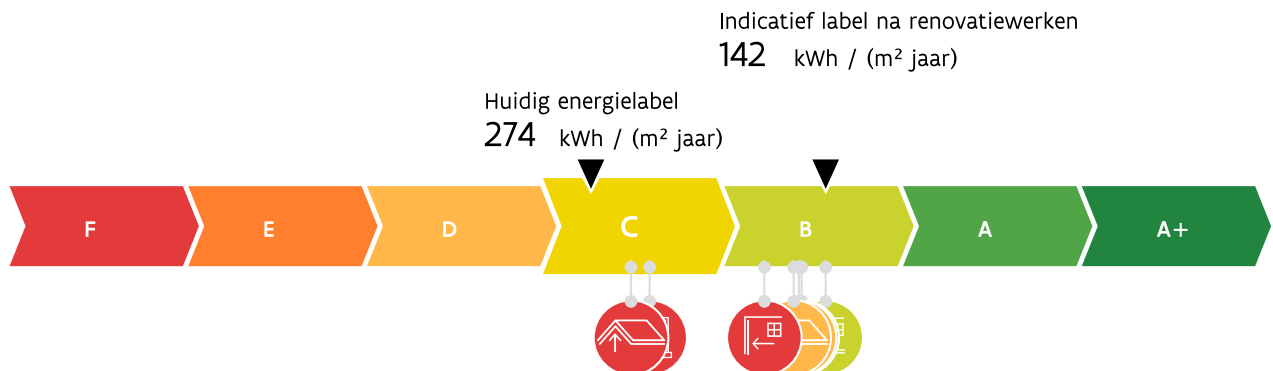 Indicatief label na renovatiewerken
142 kWh / (m² jaar)
Huidig energielabel
274 kWh / (m² jaar)
F E D C B A A+